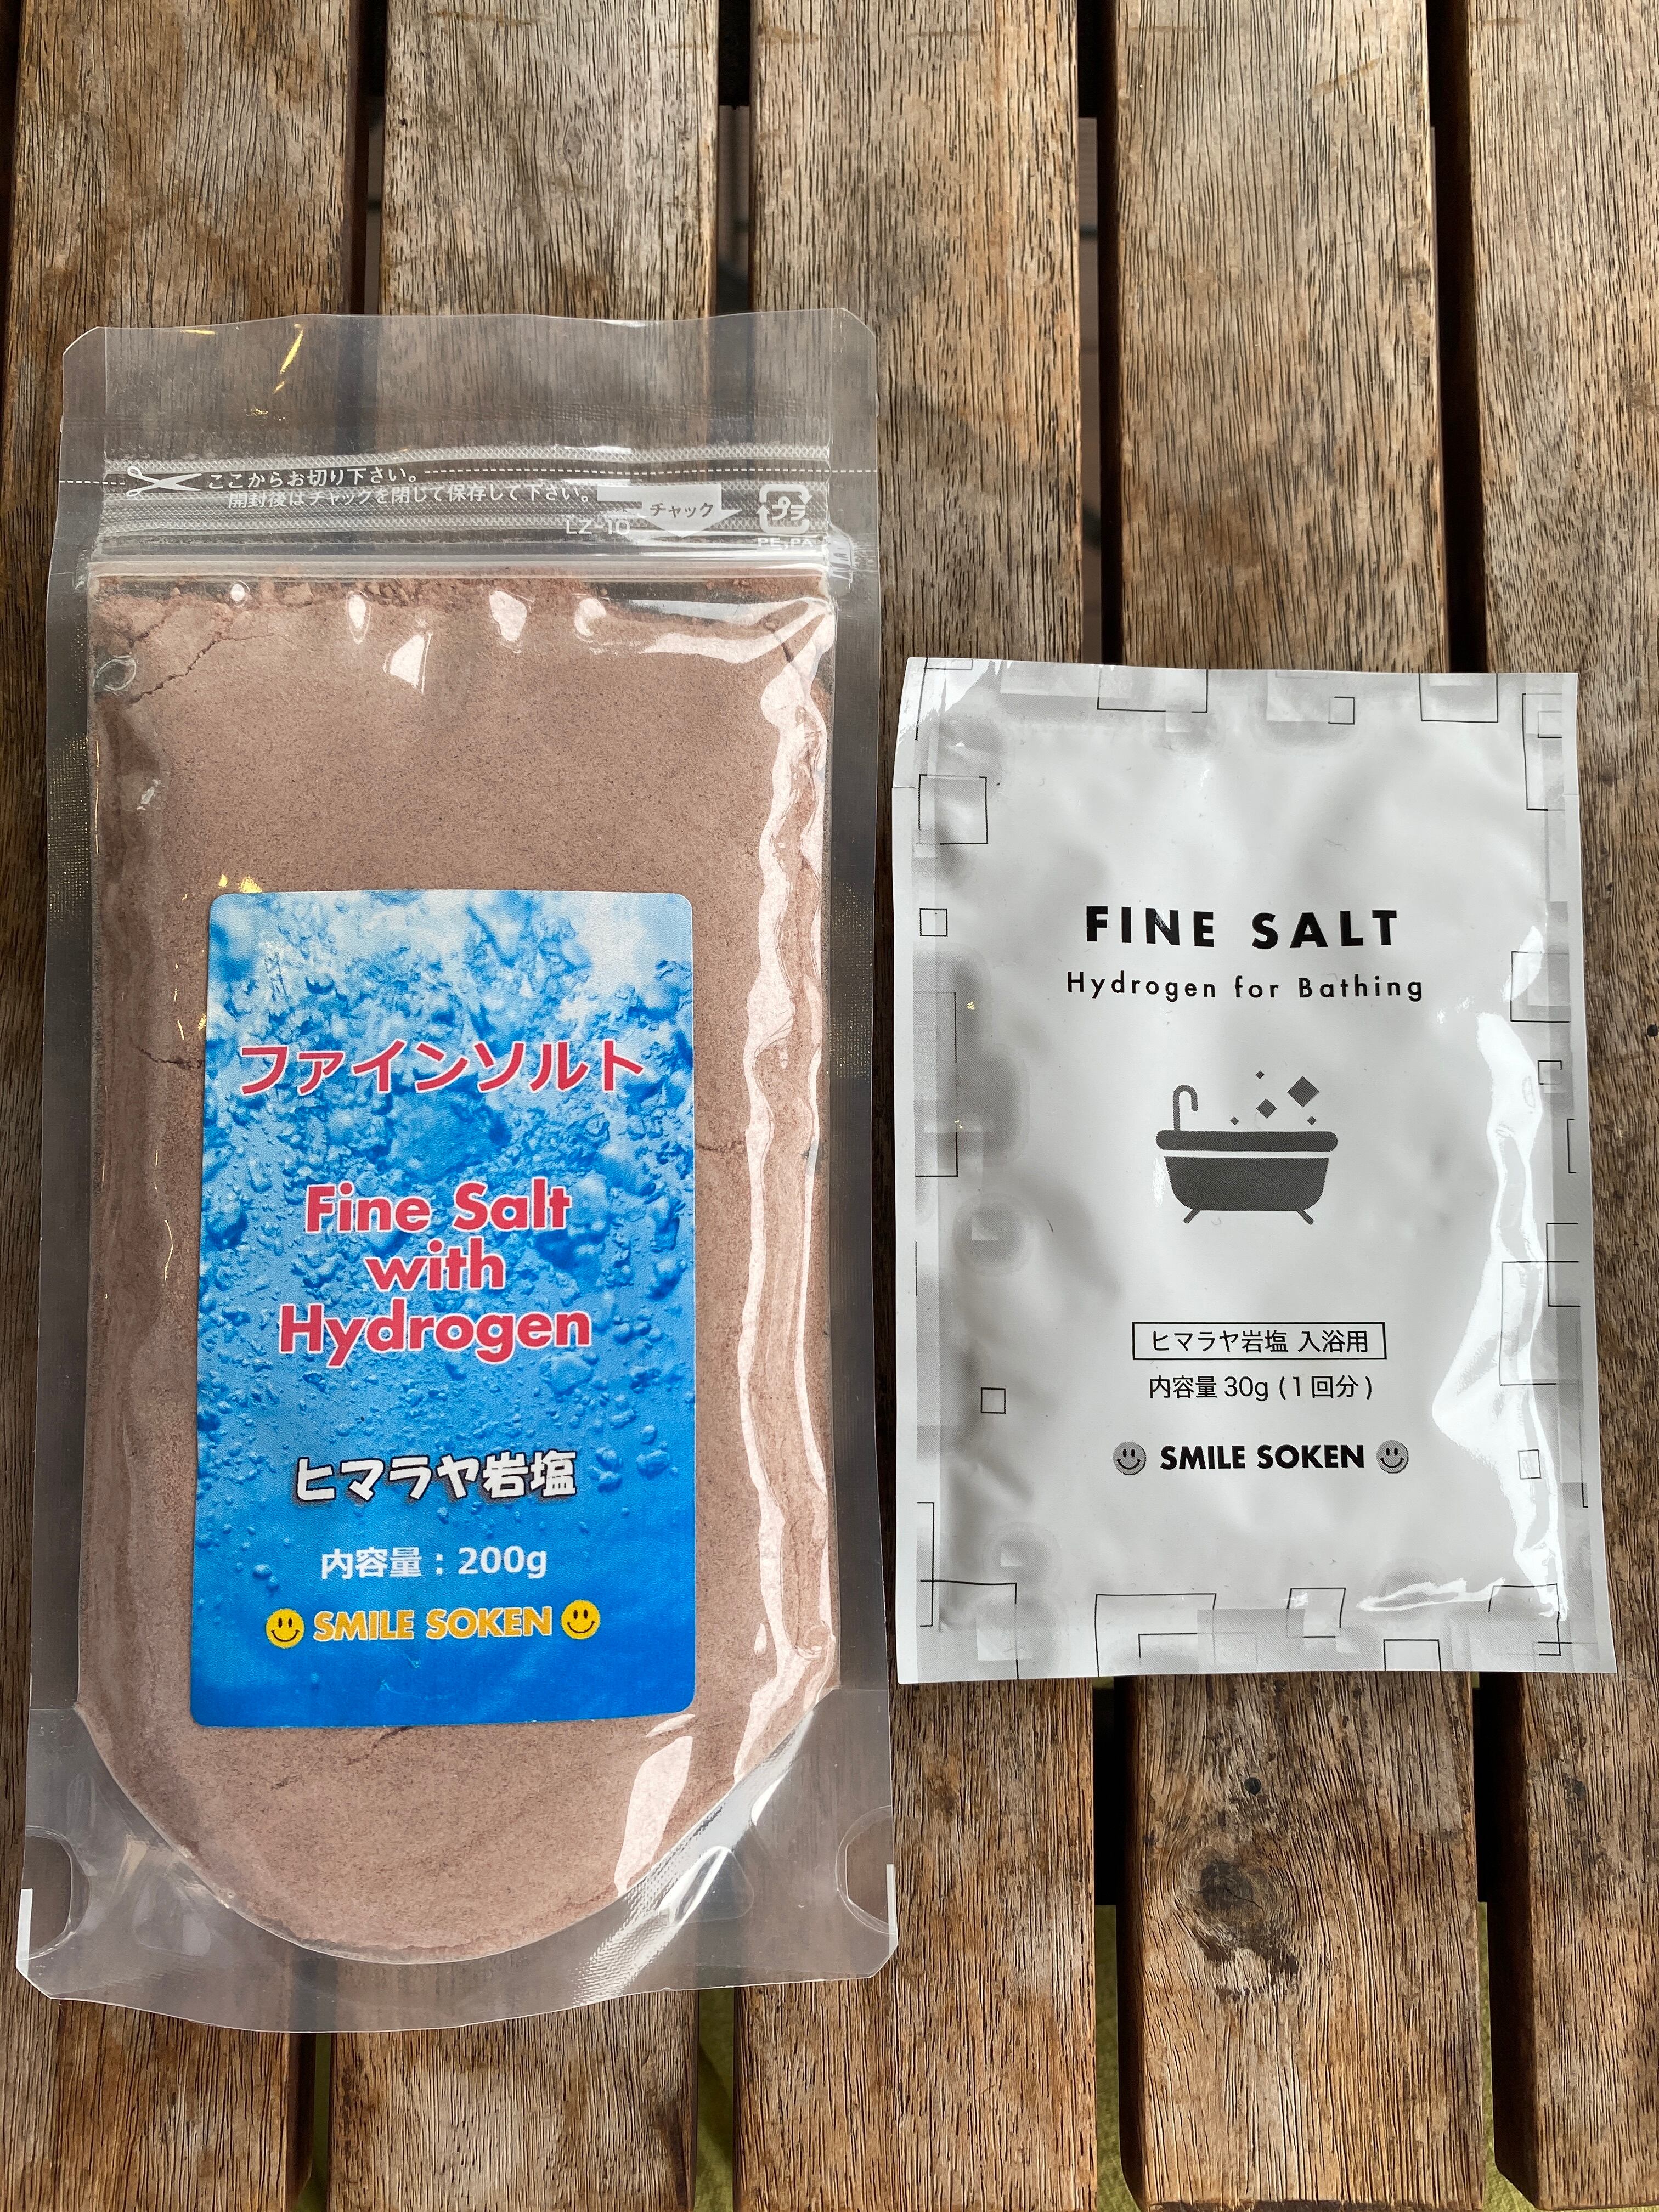 ここからお切り下さい。
開封後はチャックを閉じて保存して下さい。
チャック
プラ
LZ-10
PE,PA
ファインソルト
Fine Salt
with
Hydrogen
ヒマラヤ岩塩
内容量：200g
SMILE SOKEN
FINE SALT
Hydrogen for Bathing
ヒマラヤ岩塩 入浴用
内容量 30g (1回分)
SMILE SOKEN